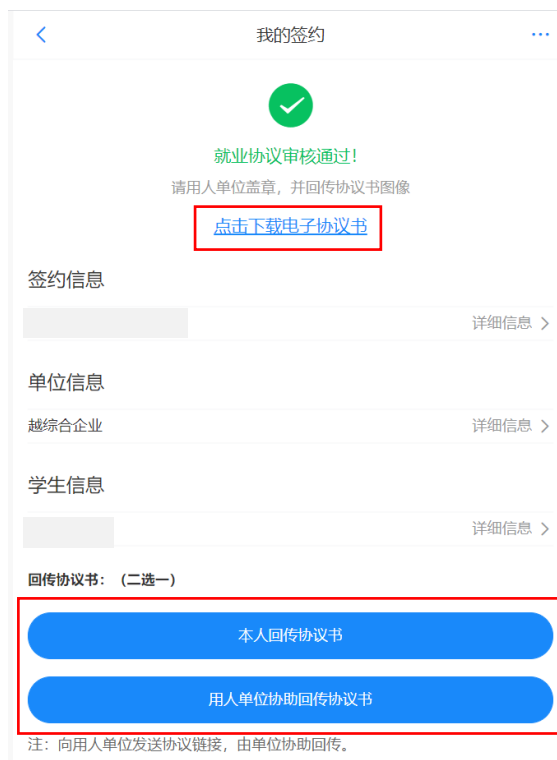 我的签约
就业协议审核通过！
请用人单位盖章，并回传协议书图像
点击下载电子协议书
签约信息
详细信息
单位信息
越综合企业 详细信息
学生信息
详细信息
回传协议书：（二选一）
本人回传协议书
用人单位协助回传协议书
注：向用人单位发送协议链接，由单位协助回传。